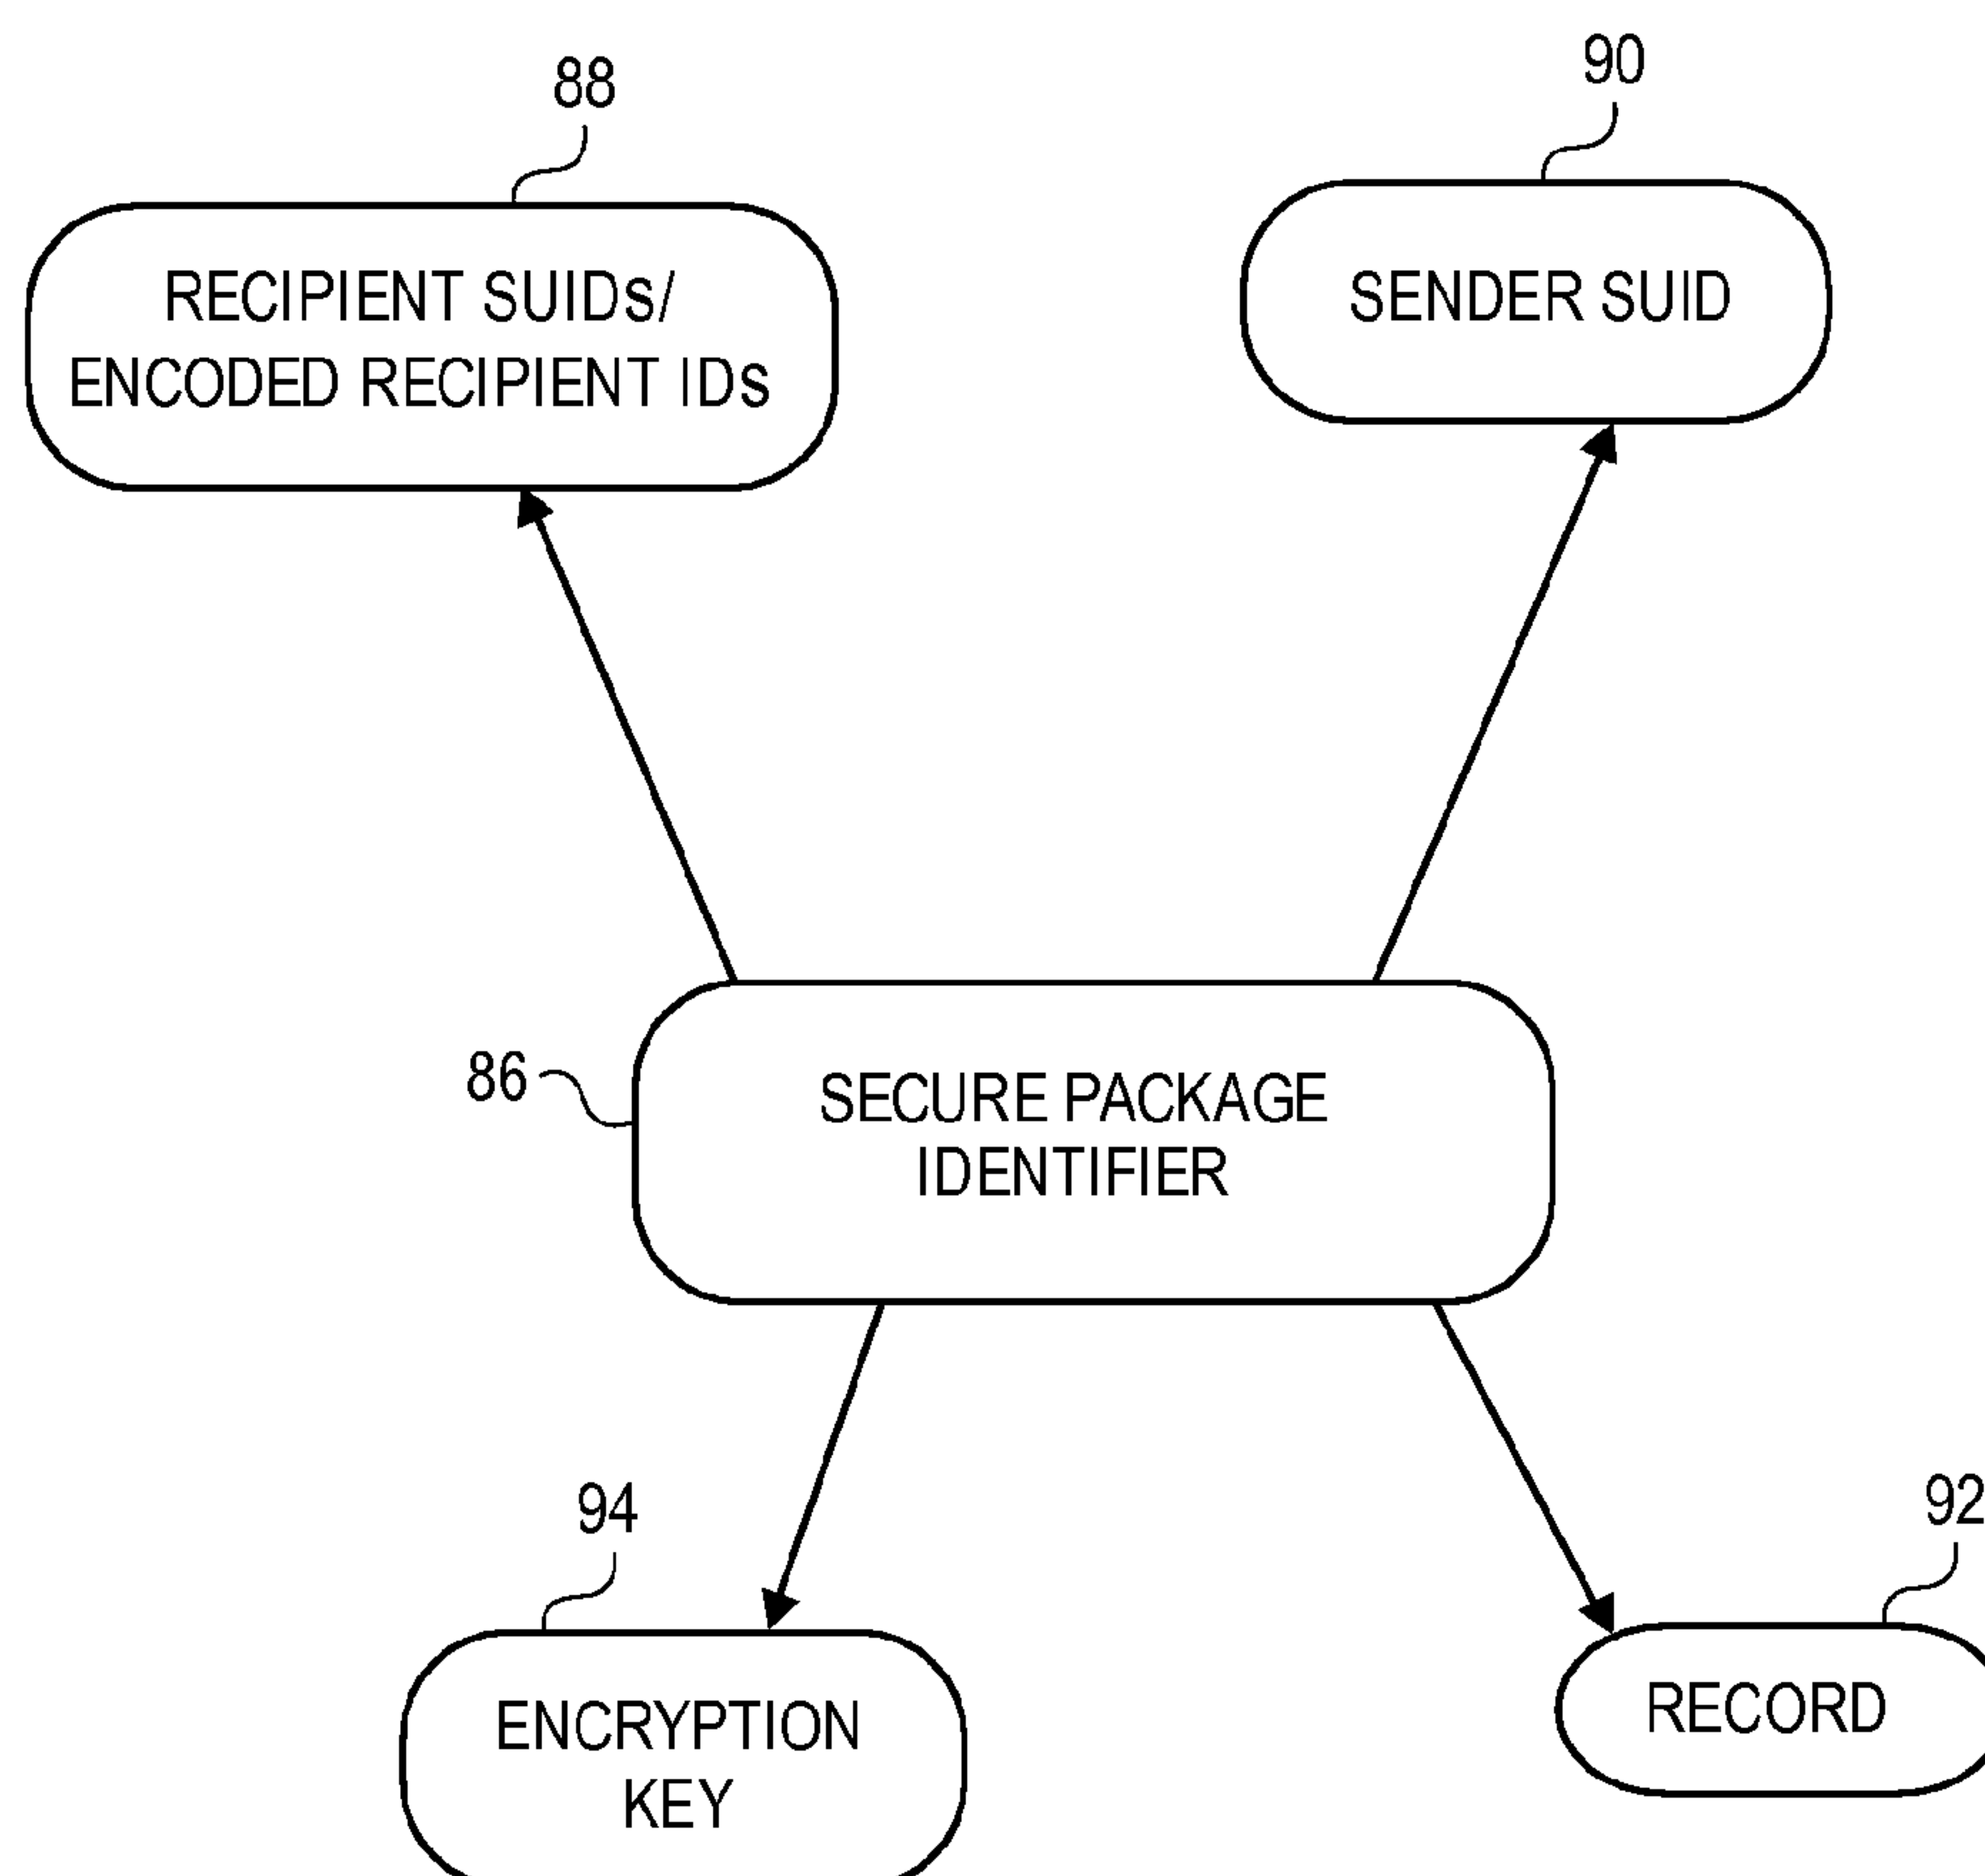 88
90
RECIPIENT SUIDs/
ENCODED RECIPIENT IDs
SENDER SUID
86
SECURE PACKAGE
IDENTIFIER
94
92
ENCRYPTION
KEY
RECORD